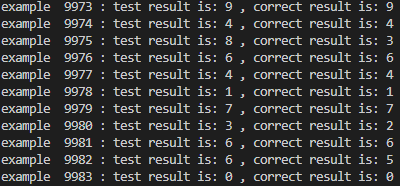 example  9973 : test result is: 9 , correct result is: 9
example  9974 : test result is: 4 , correct result is: 4
example  9975 : test result is: 8 , correct result is: 3
example  9976 : test result is: 6 , correct result is: 6
example  9977 : test result is: 4 , correct result is: 4
example  9978 : test result is: 1 , correct result is: 1
example  9979 : test result is: 7 , correct result is: 7
example  9980 : test result is: 3 , correct result is: 2
example  9981 : test result is: 6 , correct result is: 6
example  9982 : test result is: 6 , correct result is: 5
example  9983 : test result is: 0 , correct result is: 0